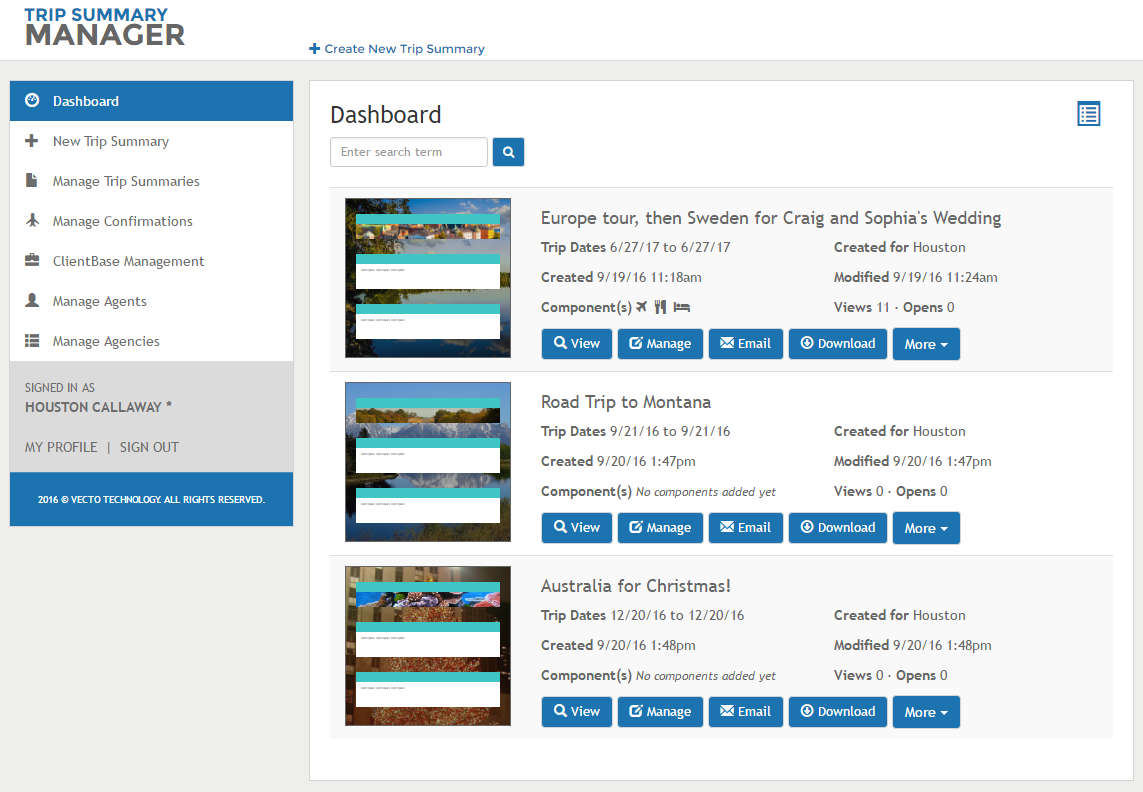 TRIP SUMMARY
MANAGER
Create New Trip Summary
Dashboard
New Trip Summary
Manage Trip Summaries
Manage Confirmations
ClientBase Management
Manage Agents
Manage Agencies
SIGNED IN AS
HOUSTON CALLAWAY *
MY PROFILE | SIGN OUT
2016 © VECTO TECHNOLOGY. ALL RIGHTS RESERVED.
Dashboard
Enter search term
Europe tour, then Sweden for Craig and Sophia's Wedding
Trip Dates 6/27/17 to 6/27/17 Created for Houston
Created 9/19/16 11:18am Modified 9/19/16 11:24am
Component(s) Views 11 · Opens 0
View Manage Email Download More
Road Trip to Montana
Trip Dates 9/21/16 to 9/21/16 Created for Houston
Created 9/20/16 1:47pm Modified 9/20/16 1:47pm
Component(s) No components added yet Views 0 · Opens 0
View Manage Email Download More
Australia for Christmas!
Trip Dates 12/20/16 to 12/20/16 Created for Houston
Created 9/20/16 1:48pm Modified 9/20/16 1:48pm
Component(s) No components added yet Views 0 · Opens 0
View Manage Email Download More